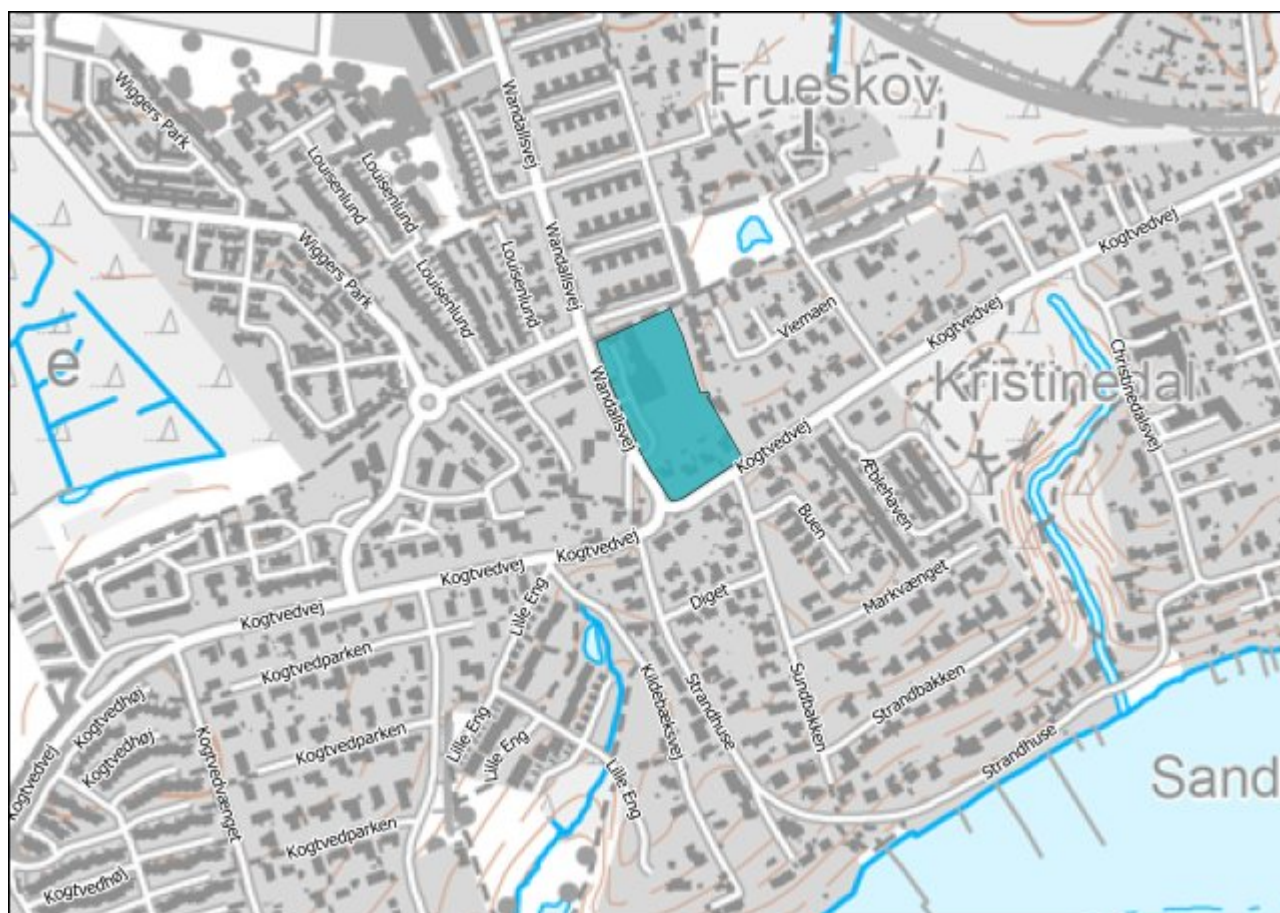 Frueskov
Wandallsvej
Wiggers Park
Louisenlund
Louisenlund
Wandallsvej
Louisenlund
Louisenlund
Wiggers Park
Kogtvedvej
Viemaen
Kogtvedvej
e
Kristinedal
Christinedalsvej
Wandallsvej
Kogtvedvej
Æblehaven
Buen
Kogtvedvej
Kogtvedvej
Kogtvedvej
Lille Eng
Diget
Markvænget
Kogtvedparken
Kildebæksvej
Strandhuse
Sundbakken
Strandbakken
Kogtvedhøj
Kogtvedhøj
Kogtvedvej
Kogtvedvænget
Kogtvedparken
Lille Eng
Lille Eng
Lille Eng
Strandhuse
Sand
Kogtvedparken
Kogtvedhøj